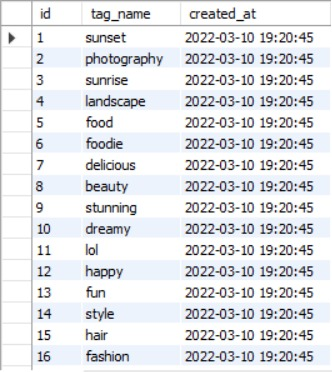 id tag_name created_at
1 sunset 2022-03-10 19:20:45
2 photography 2022-03-10 19:20:45
3 sunrise 2022-03-10 19:20:45
4 landscape 2022-03-10 19:20:45
5 food 2022-03-10 19:20:45
6 foodie 2022-03-10 19:20:45
7 delicious 2022-03-10 19:20:45
8 beauty 2022-03-10 19:20:45
9 stunning 2022-03-10 19:20:45
10 dreamy 2022-03-10 19:20:45
11 lol 2022-03-10 19:20:45
12 happy 2022-03-10 19:20:45
13 fun 2022-03-10 19:20:45
14 style 2022-03-10 19:20:45
15 hair 2022-03-10 19:20:45
16 fashion 2022-03-10 19:20:45